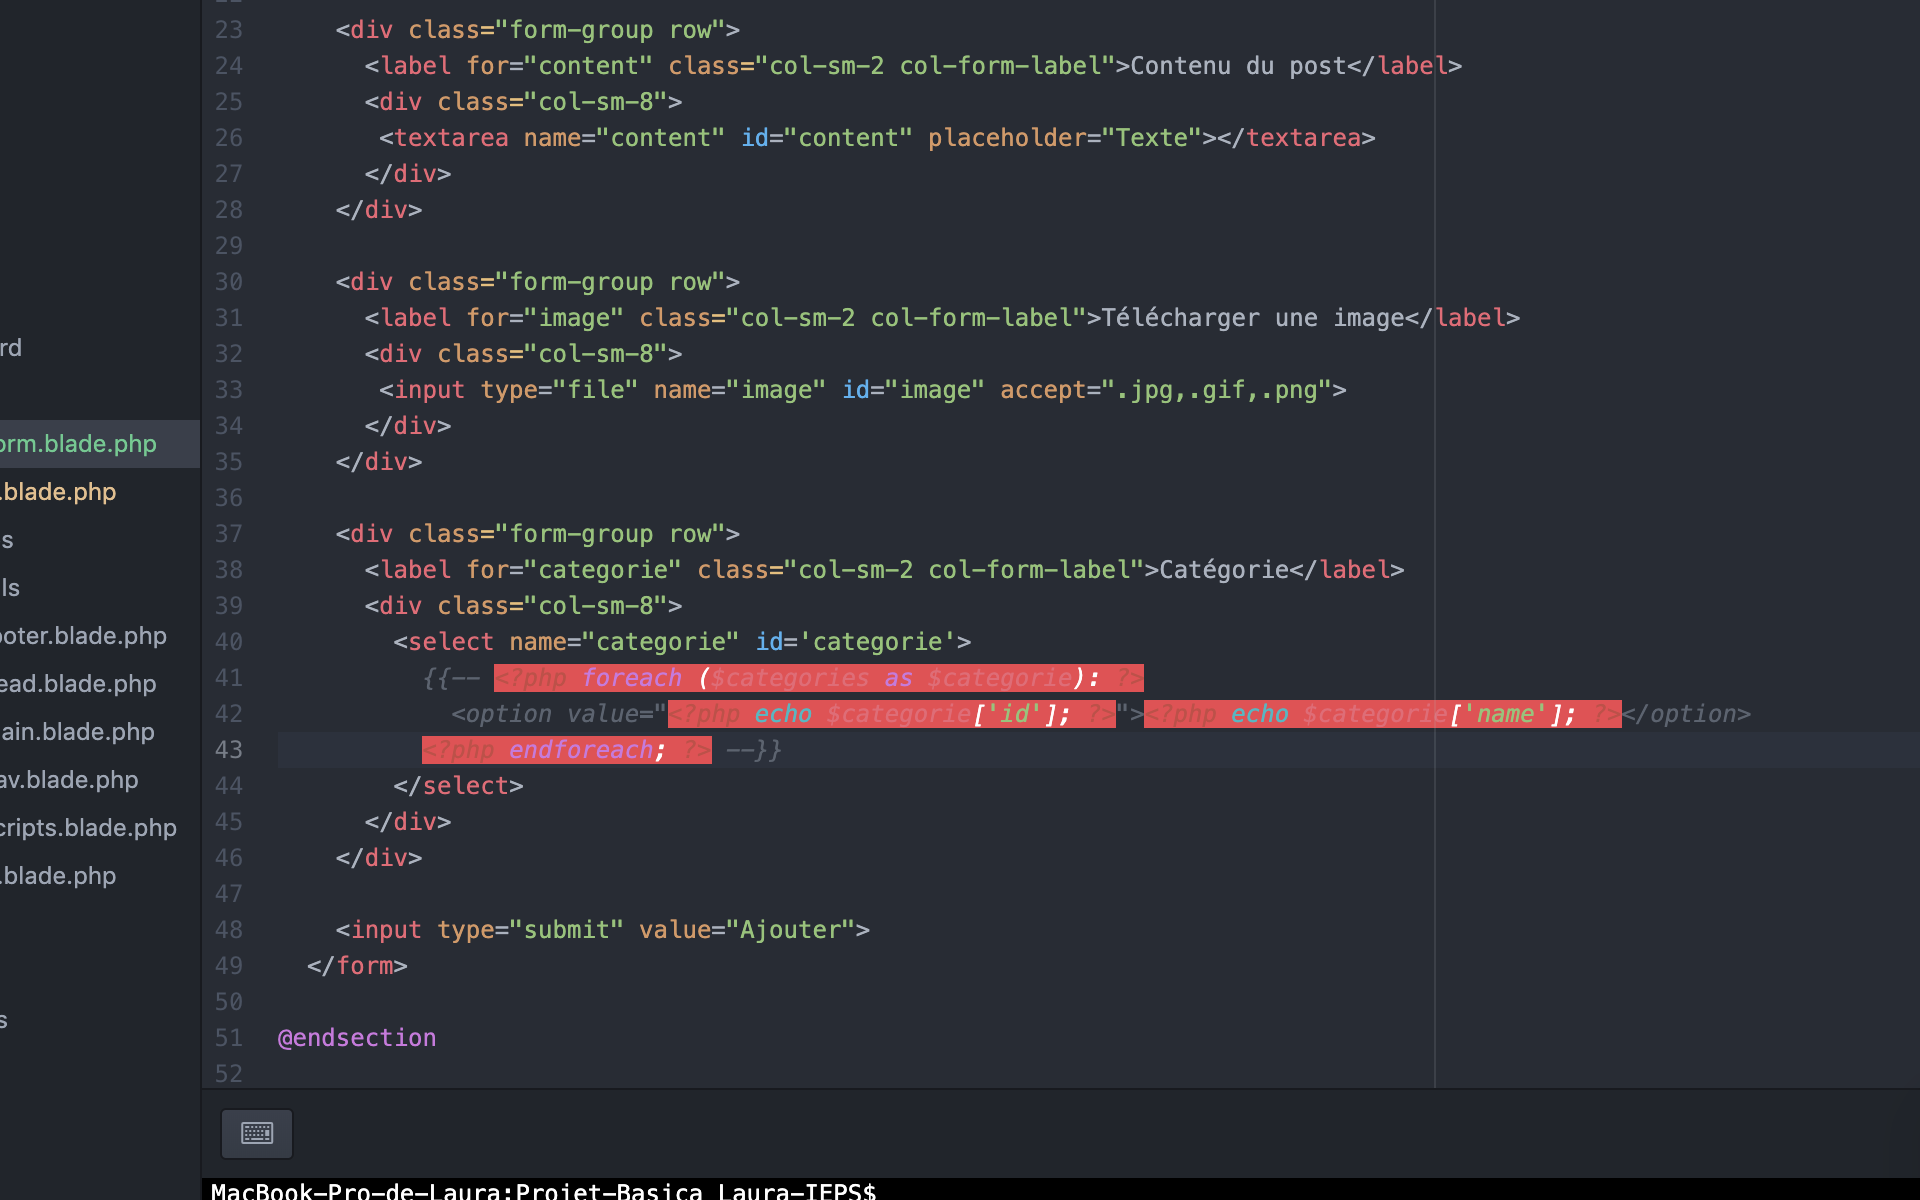 rd
orm.blade.php
.blade.php
s
ls
ooter.blade.php
ead.blade.php
ain.blade.php
av.blade.php
cripts.blade.php
.blade.php
s
23 <div class="form-group row">
24 <label for="content" class="col-sm-2 col-form-label">Contenu du post</label>
25 <div class="col-sm-8">
26 <textarea name="content" id="content" placeholder="Texte"></textarea>
27 </div>
28 </div>
29
30 <div class="form-group row">
31 <label for="image" class="col-sm-2 col-form-label">Télécharger une image</label>
32 <div class="col-sm-8">
33 <input type="file" name="image" id="image" accept=".jpg,.gif,.png">
34 </div>
35 </div>
36
37 <div class="form-group row">
38 <label for="categorie" class="col-sm-2 col-form-label">Catégorie</label>
39 <div class="col-sm-8">
40 <select name="categorie" id='categorie'>
41 {{-- <?php foreach ($categories as $categorie): ?>
42 <option value="<?php echo $categorie['id']; ?>"><?php echo $categorie['name']; ?></option>
43 <?php endforeach; ?> --}}
44 </select>
45 </div>
46 </div>
47
48 <input type="submit" value="Ajouter">
49 </form>
50
51 @endsection
52
MacBook-Pro-de-Laura:Projet-Basica Laura-IEPS$